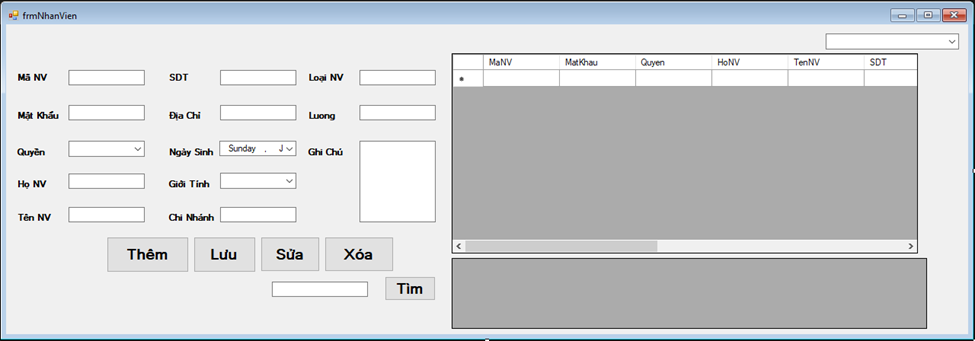 frmNhanVien
Mã NV SDT Loại NV
Mật Khẩu Địa Chỉ Luong
Quyền Ngày Sinh Sunday , J Ghi Chú
Họ NV Giới Tính
Tên NV Chi Nhánh
Thêm Lưu Sửa Xóa
Tìm
MaNV MatKhau Quyen HoNV TenNV SDT
*